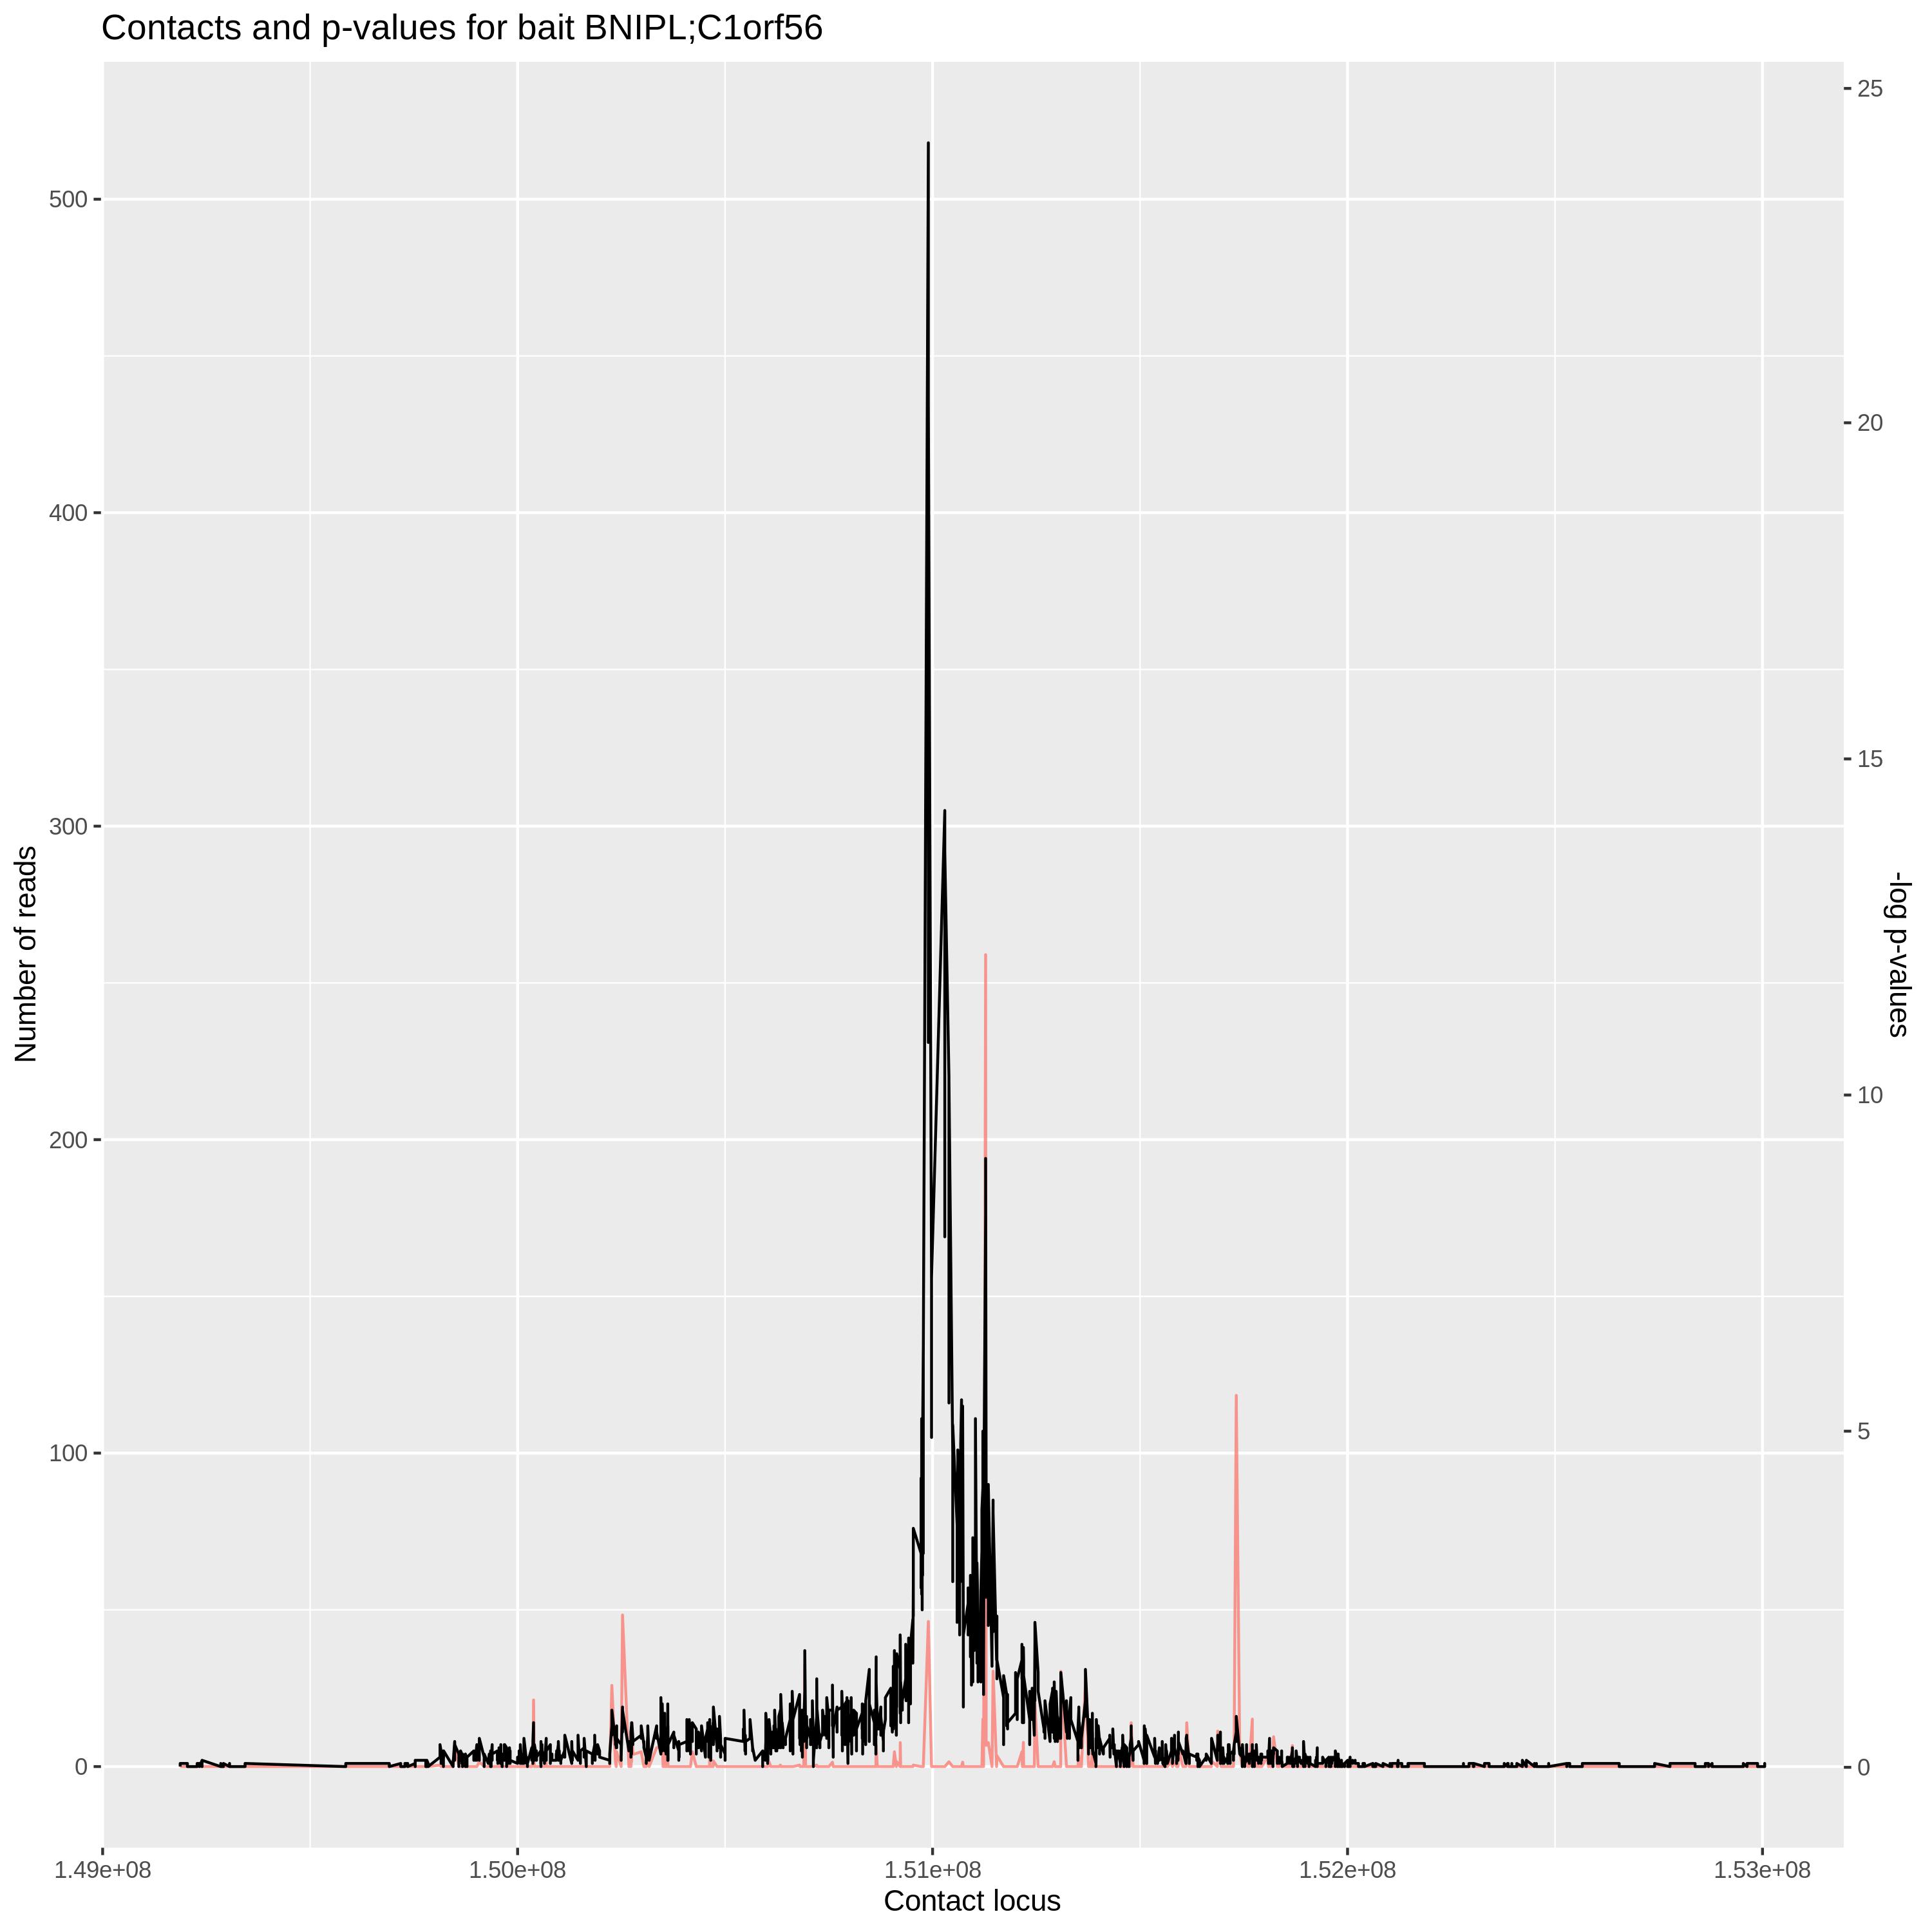 Contacts and p-values for bait BNIPL;C1orf56
Number of reads
500
400
300
200
100
0
25
20
15
10
5
0
-log p-values
1.49e+08 1.50e+08 1.51e+08 1.52e+08 1.53e+08
Contact locus